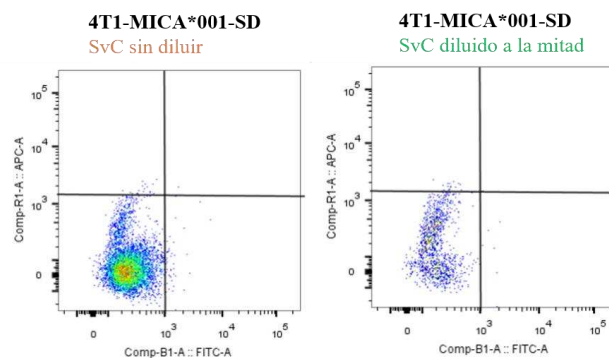 4T1-MICA*001-SD
SvC sin diluir
10⁵
10⁴
10³
0
Comp-R1-A :: APC-A
0
10³
10⁴
10⁵
Comp-B1-A :: FITC-A
4T1-MICA*001-SD
SvC diluido a la mitad
10⁵
10⁴
10³
0
Comp-R1-A :: APC-A
0
10³
10⁴
10⁵
Comp-B1-A :: FITC-A